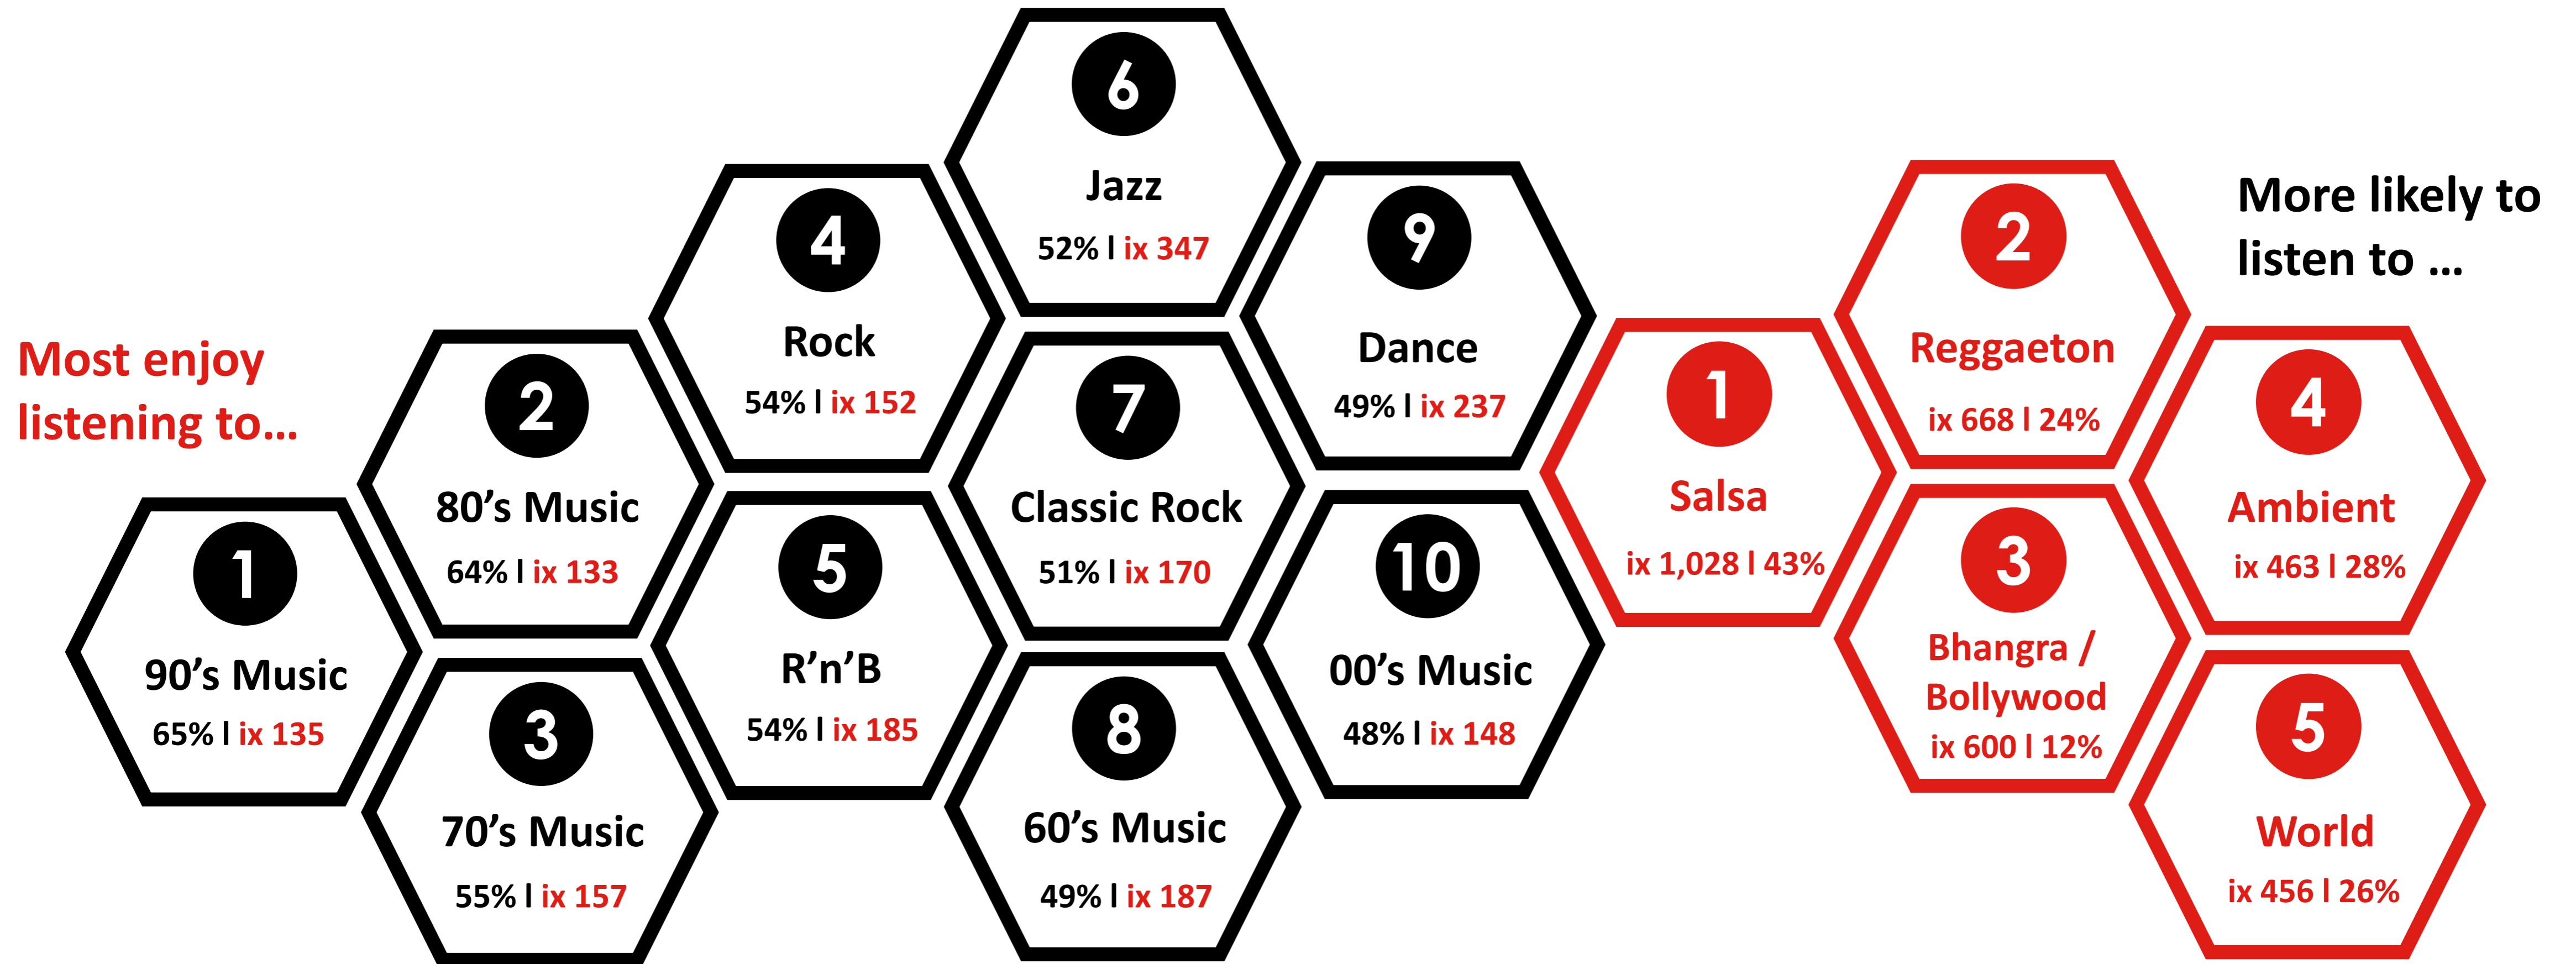 Most enjoy
listening to...
1
90's Music
65% l ix 135
2
80's Music
64% l ix 133
3
70's Music
55% l ix 157
4
Rock
54% l ix 152
5
R'n'B
54% l ix 185
6
Jazz
52% l ix 347
7
Classic Rock
51% l ix 170
8
60's Music
49% l ix 187
9
Dance
49% l ix 237
10
00's Music
48% l ix 148
More likely to
listen to ...
1
Salsa
ix 1,028 l 43%
2
Reggaeton
ix 668 l 24%
3
Bhangra /
Bollywood
ix 600 l 12%
4
Ambient
ix 463 l 28%
5
World
ix 456 l 26%